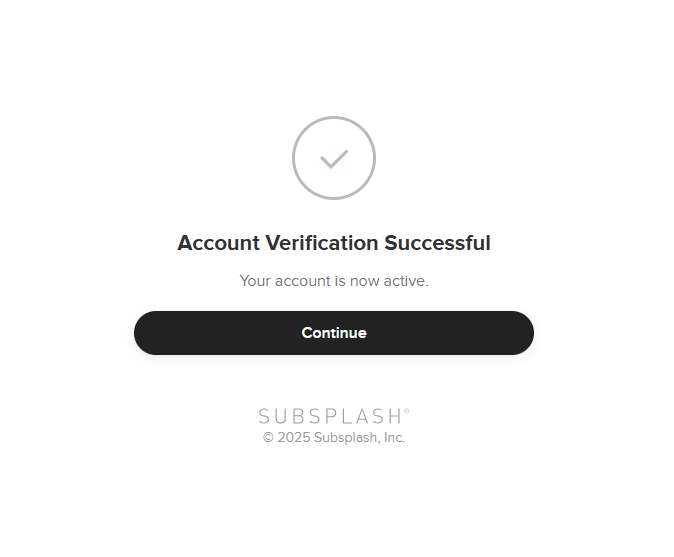 Account Verification Successful
Your account is now active.
Continue
SUBSPLASH®
© 2025 Subsplash, Inc.